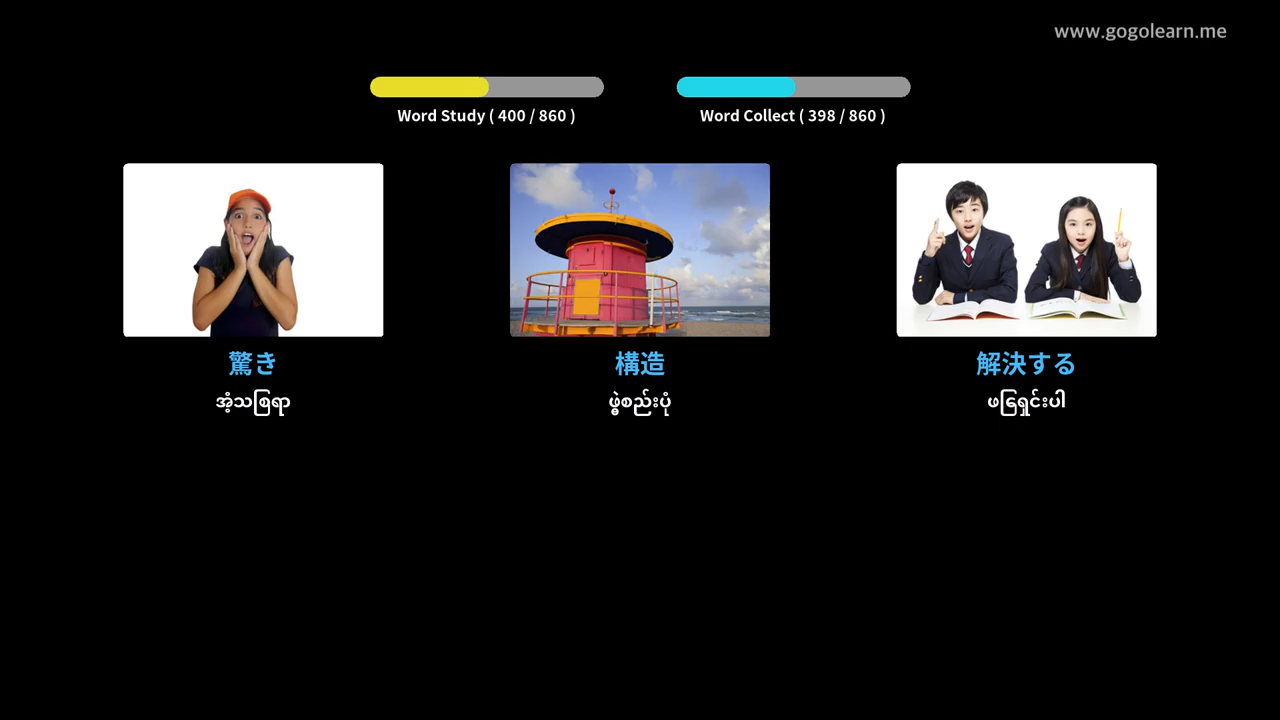 www.gogolearn.me
Word Study ( 400 / 860 )
Word Collect ( 398 / 860 )
驚き
အံ့သစြရာ
構造
ဖွဲ့စည်းပုံ
解決する
ဖြေရှင်းပါ